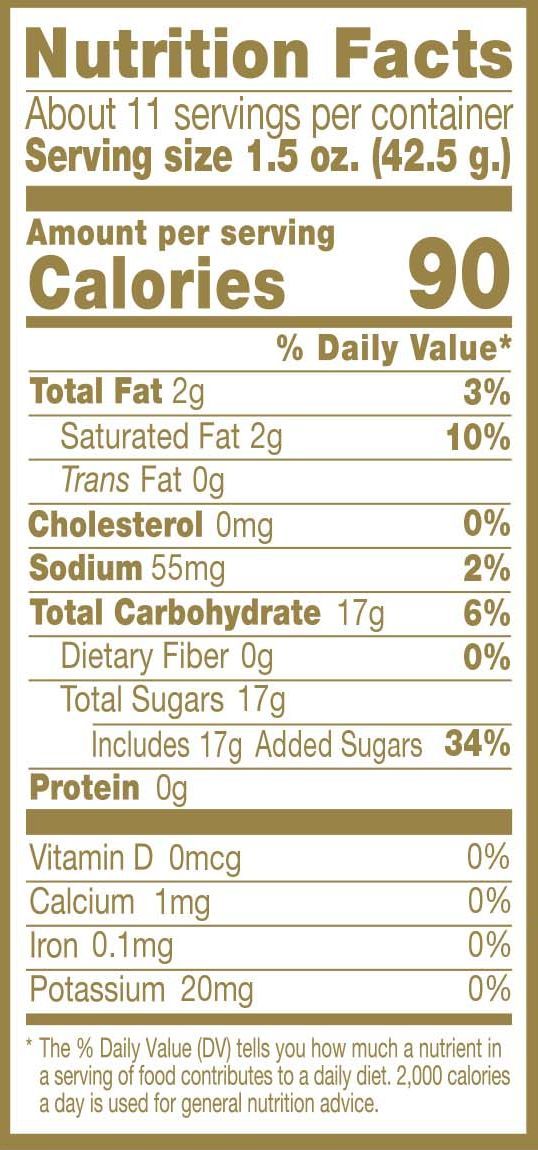 Nutrition Facts
About 11 servings per container
Serving size 1.5 oz. (42.5 g.)
Amount per serving
Calories 90
% Daily Value*
Total Fat 2g 3%
Saturated Fat 2g 10%
Trans Fat 0g
Cholesterol 0mg 0%
Sodium 55mg 2%
Total Carbohydrate 17g 6%
Dietary Fiber 0g 0%
Total Sugars 17g
Includes 17g Added Sugars 34%
Protein 0g
Vitamin D 0mcg 0%
Calcium 1mg 0%
Iron 0.1mg 0%
Potassium 20mg 0%
* The % Daily Value (DV) tells you how much a nutrient in
a serving of food contributes to a daily diet. 2,000 calories
a day is used for general nutrition advice.